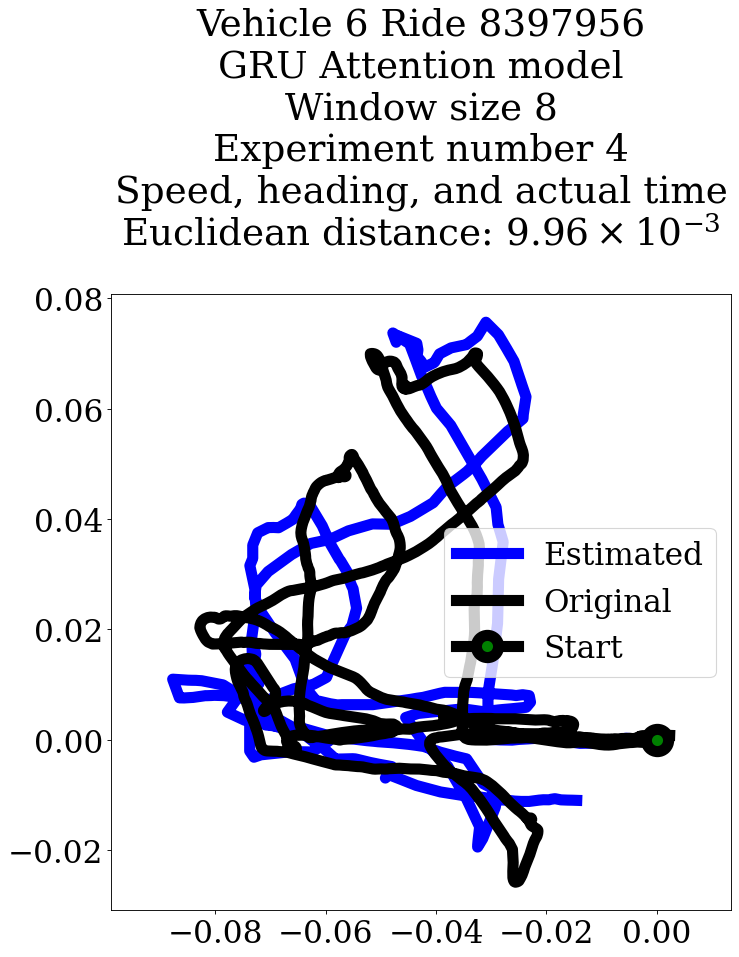 Vehicle 6 Ride 8397956
GRU Attention model
Window size 8
Experiment number 4
Speed, heading, and actual time
Euclidean distance: 9.96 × 10⁻³
0.08
0.06
0.04
0.02
0.00
−0.02
Estimated
Original
Start
−0.08 −0.06 −0.04 −0.02 0.00